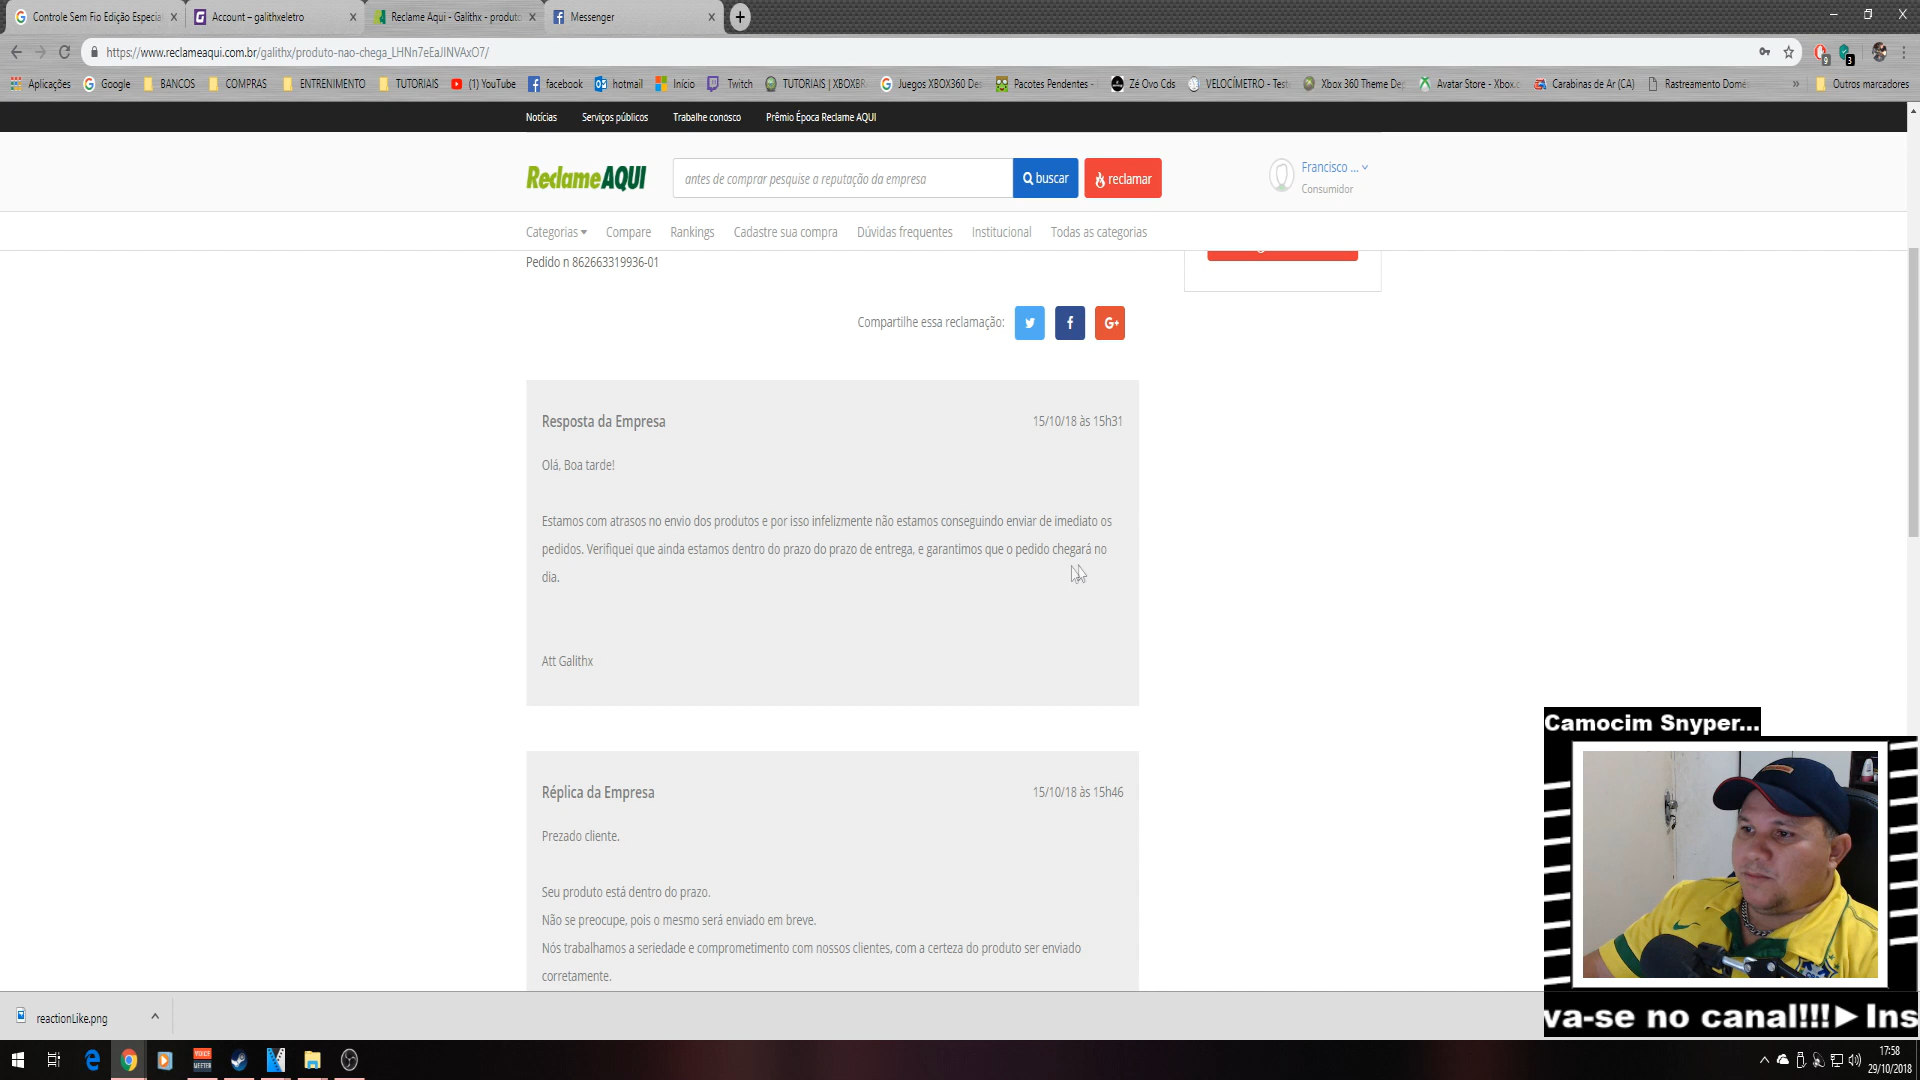 Controle Sem Fio Edição Especia
Account – galithxeletro
Reclame Aqui - Galithx - produto
Messenger
https://www.reclameaqui.com.br/galithx/produto-nao-chega_LHNn7eEaJlNVAxO7/
9
3
Aplicações
Google
BANCOS
COMPRAS
ENTRENIMENTO
TUTORIAIS
(1) YouTube
facebook
hotmail
Início
Twitch
TUTORIAIS | XBOXBR
Juegos XBOX360 Des
Pacotes Pendentes -
Zé Ovo Cds
VELOCÍMETRO - Test
Xbox 360 Theme De
Avatar Store - Xbox.c
Carabinas de Ar (CA)
Rastreamento Domé
»
Outros marcadores
Notícias
Serviços públicos
Trabalhe conosco
Prêmio Época Reclame AQUI
ReclameAQUI
antes de comprar pesquise a reputação da empresa
buscar
reclamar
Francisco ...
Consumidor
Categorias
Compare
Rankings
Cadastre sua compra
Dúvidas frequentes
Institucional
Todas as categorias
Pedido n 862663319936-01
Compartilhe essa reclamação:
Resposta da Empresa
15/10/18 às 15h31
Olá, Boa tarde!
Estamos com atrasos no envio dos produtos e por isso infelizmente não estamos conseguindo enviar de imediato os
pedidos. Verifiquei que ainda estamos dentro do prazo do prazo de entrega, e garantimos que o pedido chegará no
dia.
Att Galithx
Réplica da Empresa
15/10/18 às 15h46
Prezado cliente.
Seu produto está dentro do prazo.
Não se preocupe, pois o mesmo será enviado em breve.
Nós trabalhamos a seriedade e comprometimento com nossos clientes, com a certeza do produto ser enviado
corretamente.
Camocim Snyper...
va-se no canal!!!► Ins
reactionLike.png
VOICE
MEETER
17:58
29/10/2018